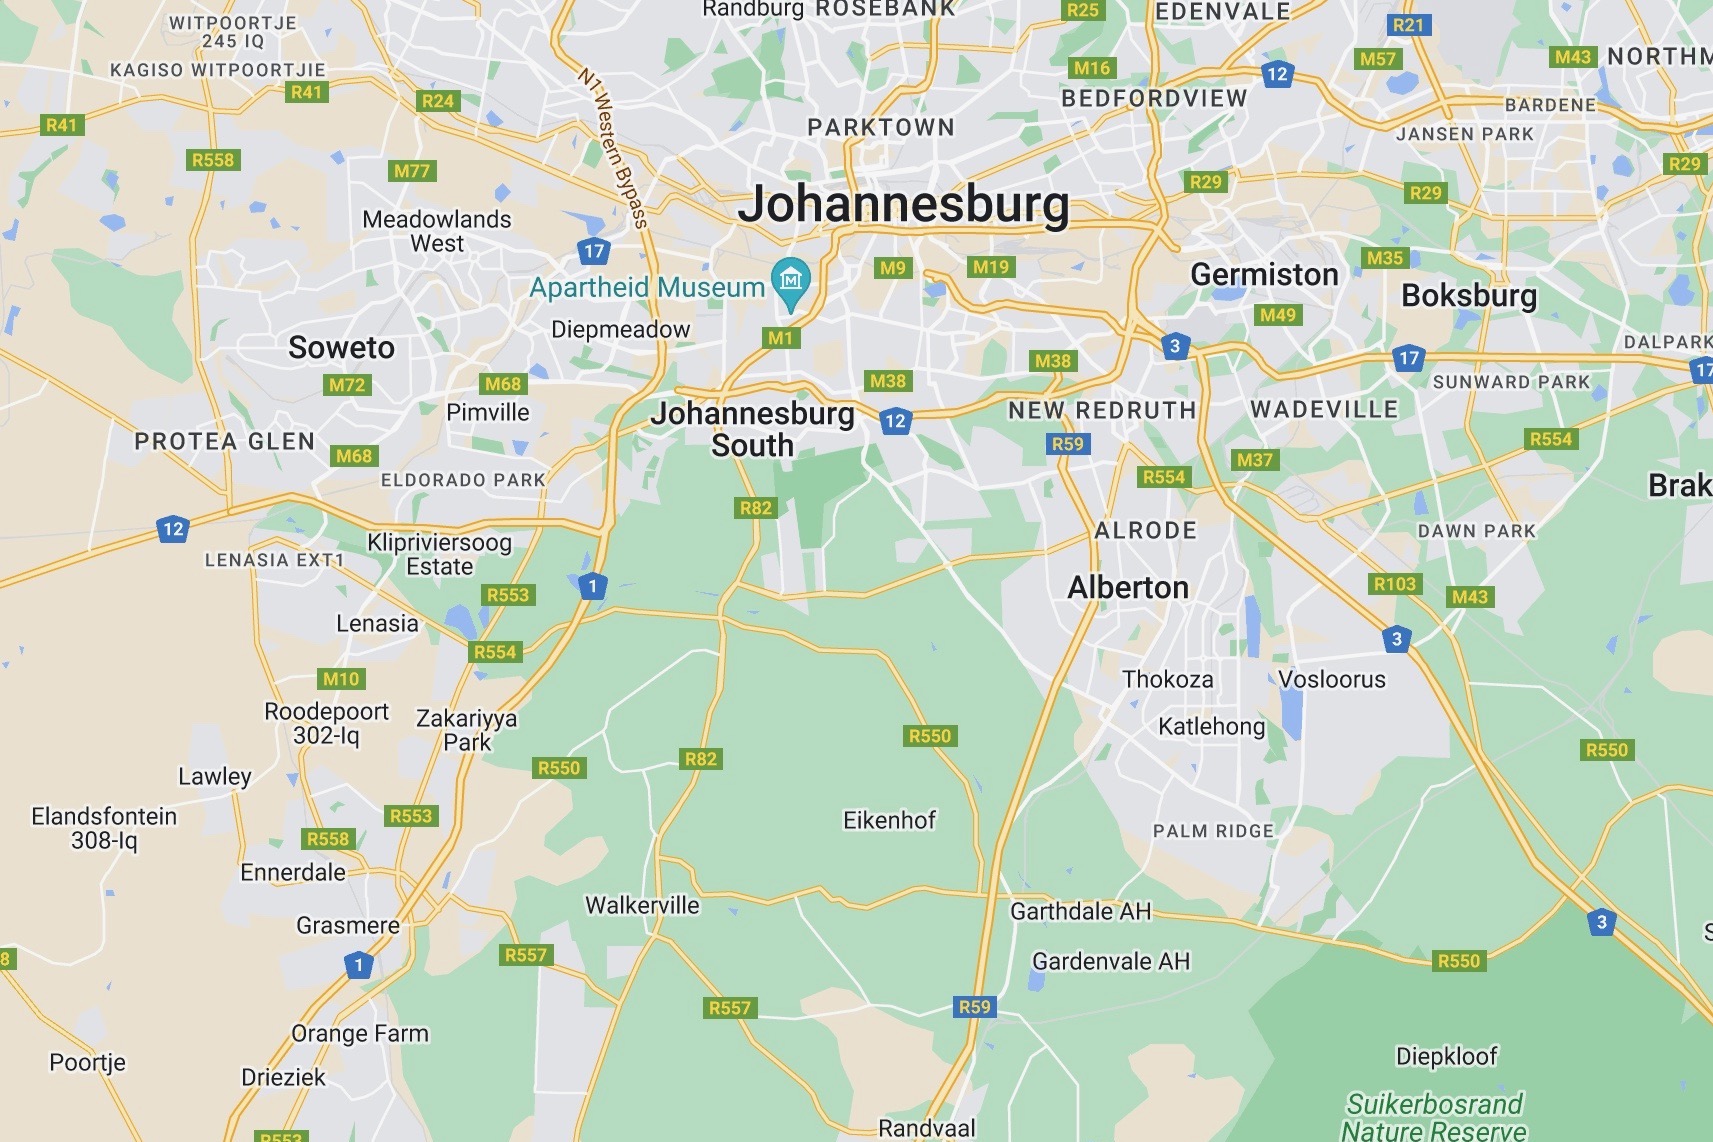 Randburg
ROSEBANK
R25
EDENVALE
R21
WITPOORTJE
245 IQ
KAGISO WITPOORTJIE
R41
R24
N1 Western Bypass
M16
12
M57
M43
NORTHM
BEDFORDVIEW
BARDENE
R41
PARKTOWN
JANSEN PARK
R558
M77
R29
R29
R29
Johannesburg
Meadowlands
West
17
M9
M19
M35
Germiston
Apartheid Museum
Boksburg
M49
Diepmeadow
M1
Soweto
3
DALPARK
M38
17
17
M72
M68
M38
SUNWARD PARK
Pimville
Johannesburg
South
12
NEW REDRUTH
WADEVILLE
PROTEA GLEN
R59
R554
M68
M37
ELDORADO PARK
R554
Brak
R82
12
ALRODE
DAWN PARK
Klipriviersoog
Estate
LENASIA EXT1
1
Alberton
R103
M43
R553
Lenasia
3
R554
M10
Thokoza
Vosloorus
Roodepoort
302-Iq
Zakariyya
Park
Katlehong
R550
R550
R82
R550
Lawley
Elandsfontein
308-Iq
R553
Eikenhof
R558
PALM RIDGE
Ennerdale
Walkerville
Garthdale AH
3
Grasmere
S
8
1
R557
Gardenvale AH
R550
R557
R59
Orange Farm
Poortje
Diepkloof
Drieziek
Suikerbosrand
Nature Reserve
Randvaal
R553